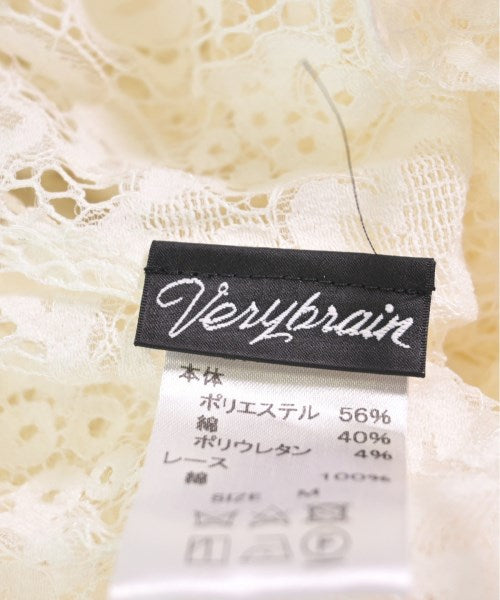 Verybrain
本体
ポリエステル 56%
綿 40%
ポリウレタン 4%
レース
綿 100%
SIZE M